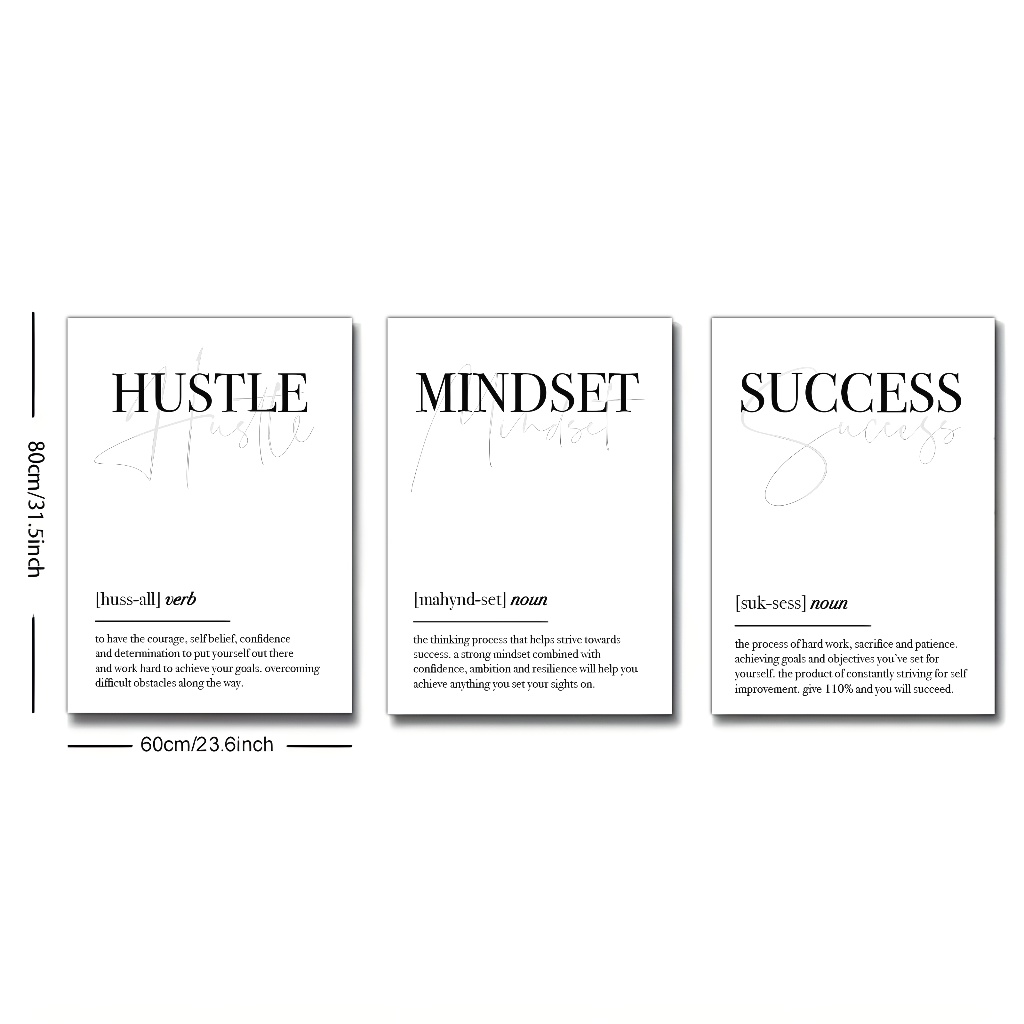 HUSTLE
Hustle
[huss-all] verb
to have the courage, self belief, confidence
and determination to put yourself out there
and work hard to achieve your goals. overcoming
difficult obstacles along the way.
MINDSET
Mindset
[mahynd-set] noun
the thinking process that helps strive towards
success. a strong mindset combined with
confidence, ambition and resilience will help you
achieve anything you set your sights on.
SUCCESS
Success
[suk-sess] noun
the process of hard work, sacrifice and patience.
achieving goals and objectives you've set for
yourself. the product of constantly striving for self
improvement. give 110% and you will succeed.
80cm/31.5inch
60cm/23.6inch